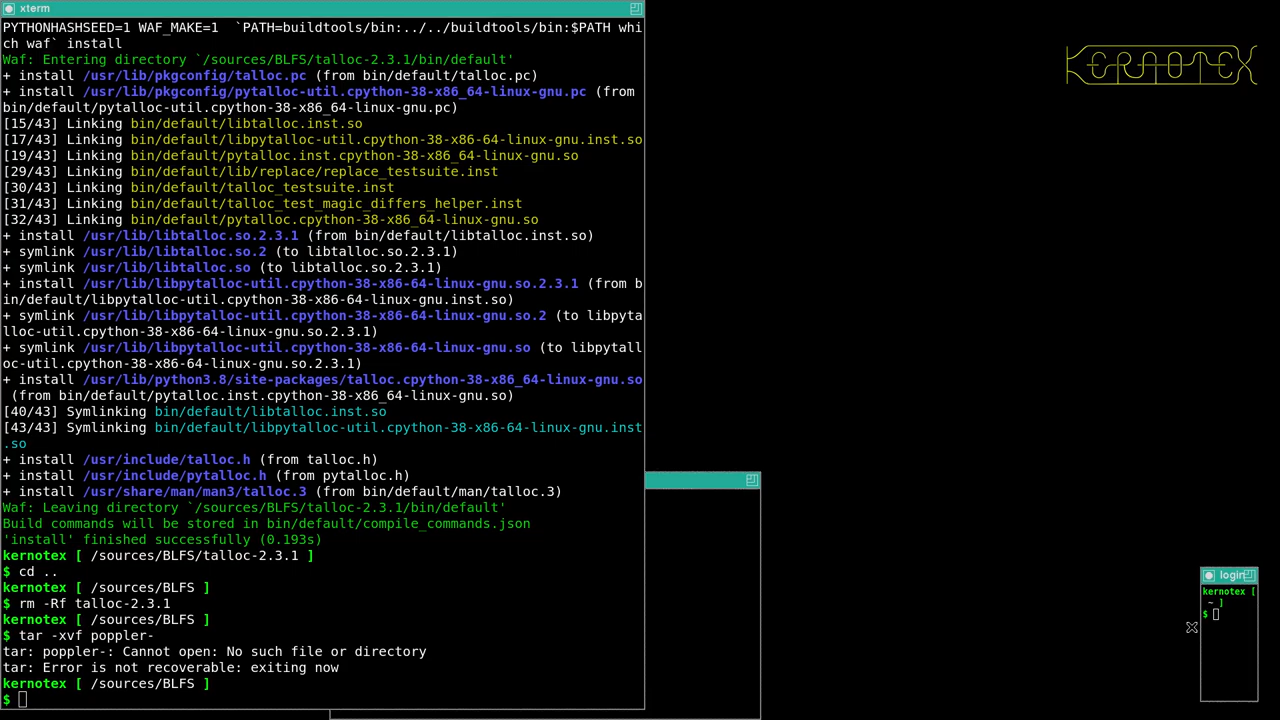 xterm
PYTHONHASHSEED=1 WAF_MAKE=1  `PATH=buildtools/bin:../../buildtools/bin:$PATH whi
ch waf` install
Waf: Entering directory `/sources/BLFS/talloc-2.3.1/bin/default'
+ install /usr/lib/pkgconfig/talloc.pc (from bin/default/talloc.pc)
+ install /usr/lib/pkgconfig/pytalloc-util.cpython-38-x86_64-linux-gnu.pc (from
bin/default/pytalloc-util.cpython-38-x86_64-linux-gnu.pc)
[15/43] Linking bin/default/libtalloc.inst.so
[17/43] Linking bin/default/libpytalloc-util.cpython-38-x86-64-linux-gnu.inst.so
[19/43] Linking bin/default/pytalloc.inst.cpython-38-x86_64-linux-gnu.so
[29/43] Linking bin/default/lib/replace/replace_testsuite.inst
[30/43] Linking bin/default/talloc_testsuite.inst
[31/43] Linking bin/default/talloc_test_magic_differs_helper.inst
[32/43] Linking bin/default/pytalloc.cpython-38-x86_64-linux-gnu.so
+ install /usr/lib/libtalloc.so.2.3.1 (from bin/default/libtalloc.inst.so)
+ symlink /usr/lib/libtalloc.so.2 (to libtalloc.so.2.3.1)
+ symlink /usr/lib/libtalloc.so (to libtalloc.so.2.3.1)
+ install /usr/lib/libpytalloc-util.cpython-38-x86-64-linux-gnu.so.2.3.1 (from b
in/default/libpytalloc-util.cpython-38-x86-64-linux-gnu.inst.so)
+ symlink /usr/lib/libpytalloc-util.cpython-38-x86-64-linux-gnu.so.2 (to libpyta
lloc-util.cpython-38-x86-64-linux-gnu.so.2.3.1)
+ symlink /usr/lib/libpytalloc-util.cpython-38-x86-64-linux-gnu.so (to libpytall
oc-util.cpython-38-x86-64-linux-gnu.so.2.3.1)
+ install /usr/lib/python3.8/site-packages/talloc.cpython-38-x86_64-linux-gnu.so
 (from bin/default/pytalloc.inst.cpython-38-x86_64-linux-gnu.so)
[40/43] Symlinking bin/default/libtalloc.inst.so
[43/43] Symlinking bin/default/libpytalloc-util.cpython-38-x86-64-linux-gnu.inst
.so
+ install /usr/include/talloc.h (from talloc.h)
+ install /usr/include/pytalloc.h (from pytalloc.h)
+ install /usr/share/man/man3/talloc.3 (from bin/default/man/talloc.3)
Waf: Leaving directory `/sources/BLFS/talloc-2.3.1/bin/default'
Build commands will be stored in bin/default/compile_commands.json
'install' finished successfully (0.193s)
kernotex [ /sources/BLFS/talloc-2.3.1 ]
$ cd ..
kernotex [ /sources/BLFS ]
$ rm -Rf talloc-2.3.1
kernotex [ /sources/BLFS ]
$ tar -xvf poppler-
tar: poppler-: Cannot open: No such file or directory
tar: Error is not recoverable: exiting now
kernotex [ /sources/BLFS ]
$
KERNOTEX
login
kernotex [
 ~ ]
$